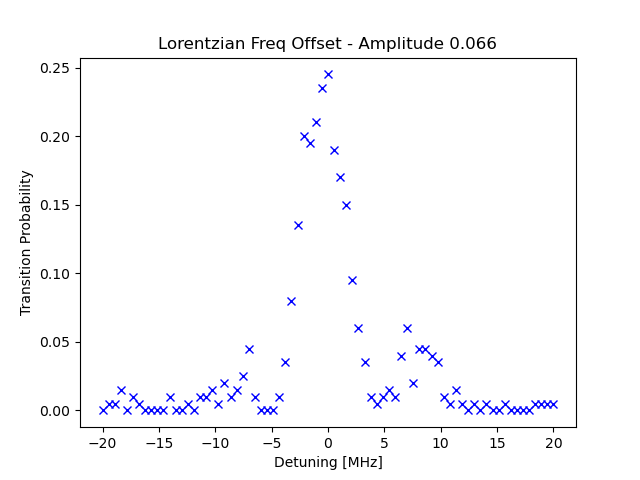 Lorentzian Freq Offset - Amplitude 0.066
0.25
0.20
0.15
0.10
0.05
0.00
Transition Probability
−20 −15 −10 −5 0 5 10 15 20
Detuning [MHz]